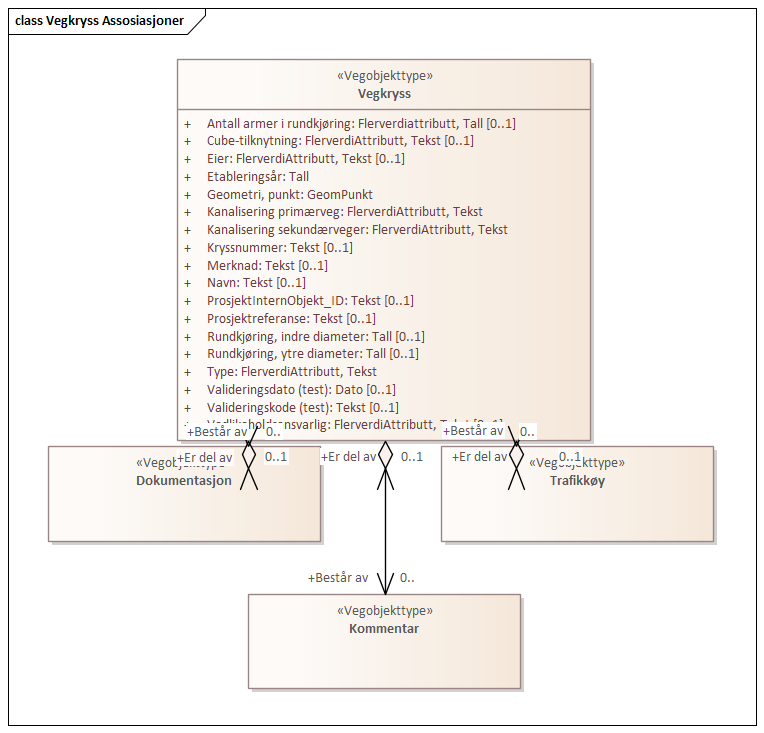 class Vegkryss Assosiasjoner
«Vegobjekttype»
Vegkryss
+ Antall armer i rundkjøring: Flerverdiattributt, Tall [0..1]
+ Cube-tilknytning: FlerverdiAttributt, Tekst [0..1]
+ Eier: FlerverdiAttributt, Tekst [0..1]
+ Etableringsår: Tall
+ Geometri, punkt: GeomPunkt
+ Kanalisering primærveg: FlerverdiAttributt, Tekst
+ Kanalisering sekundærveger: FlerverdiAttributt, Tekst
+ Kryssnummer: Tekst [0..1]
+ Merknad: Tekst [0..1]
+ Navn: Tekst [0..1]
+ ProsjektInternObjekt_ID: Tekst [0..1]
+ Prosjektreferanse: Tekst [0..1]
+ Rundkjøring, indre diameter: Tall [0..1]
+ Rundkjøring, ytre diameter: Tall [0..1]
+ Type: FlerverdiAttributt, Tekst
+ Valideringsdato (test): Dato [0..1]
+ Valideringskode (test): Tekst [0..1]
FlerverdiAttributt,
+Består av 0.. +Består av 0..
+Er del av 0..1 +Er del av 0..1 +Er del av 0..1
«Vegobjekttype» «Vegobjekttype»
Dokumentasjon Trafikkøy
+Består av 0..
«Vegobjekttype»
Kommentar